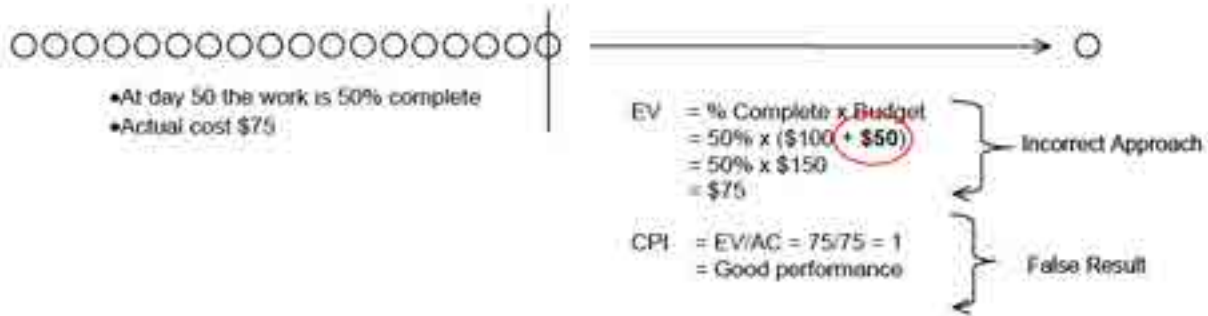 •At day 50 the work is 50% complete
•Actual cost $75
EV = % Complete x Budget
= 50% x ($100 + $50)
= 50% x $150
= $75
Incorrect Approach
CPI = EV/AC = 75/75 = 1
= Good performance
False Result